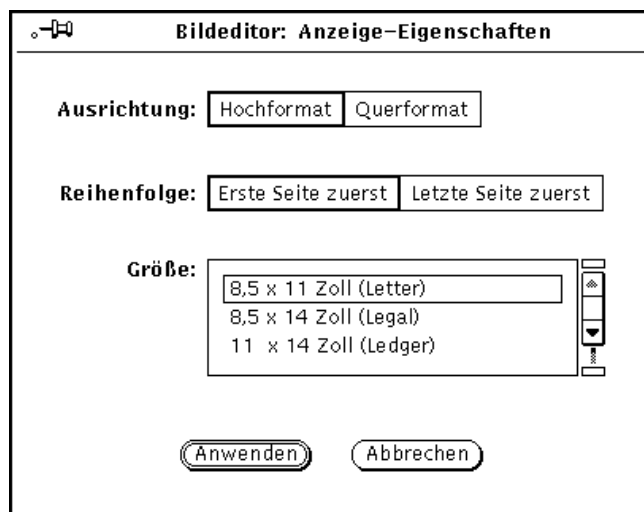 Bildeditor: Anzeige-Eigenschaften
Ausrichtung: Hochformat Querformat
Reihenfolge: Erste Seite zuerst Letzte Seite zuerst
Größe:
8,5 x 11 Zoll (Letter)
8,5 x 14 Zoll (Legal)
11 x 14 Zoll (Ledger)
Anwenden Abbrechen